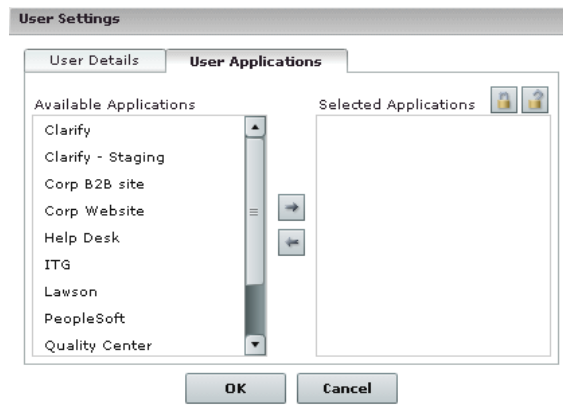 User Settings
User Details
User Applications
Available Applications
Selected Applications
Clarify
Clarify - Staging
Corp B2B site
Corp Website
Help Desk
ITG
Lawson
PeopleSoft
Quality Center
OK
Cancel